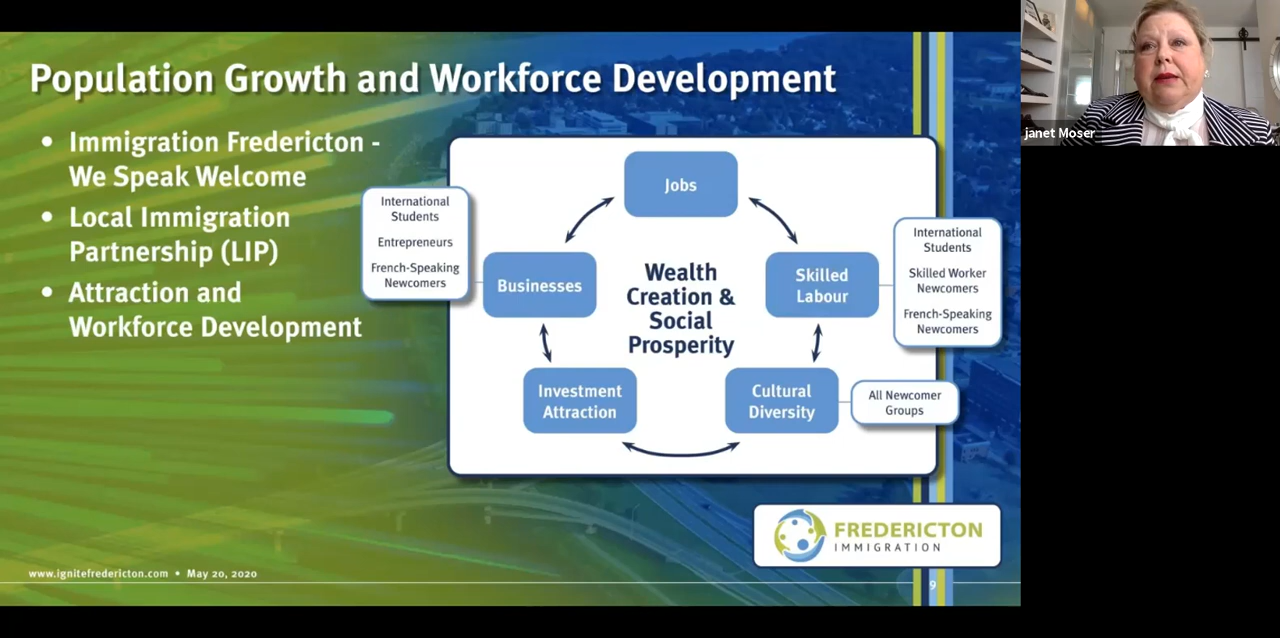 Population Growth and Workforce Development
• Immigration Fredericton -
We Speak Welcome
• Local Immigration
Partnership (LIP)
• Attraction and
Workforce Development
Jobs
International
Students
Entrepreneurs
French-Speaking
Newcomers
Businesses
Wealth
Creation &
Social
Prosperity
Skilled
Labour
International
Students
Skilled Worker
Newcomers
French-Speaking
Newcomers
Investment
Attraction
Cultural
Diversity
All Newcomer
Groups
FREDERICTON
IMMIGRATION
www.ignitefredericton.com • May 20, 2020
9
janet Moser